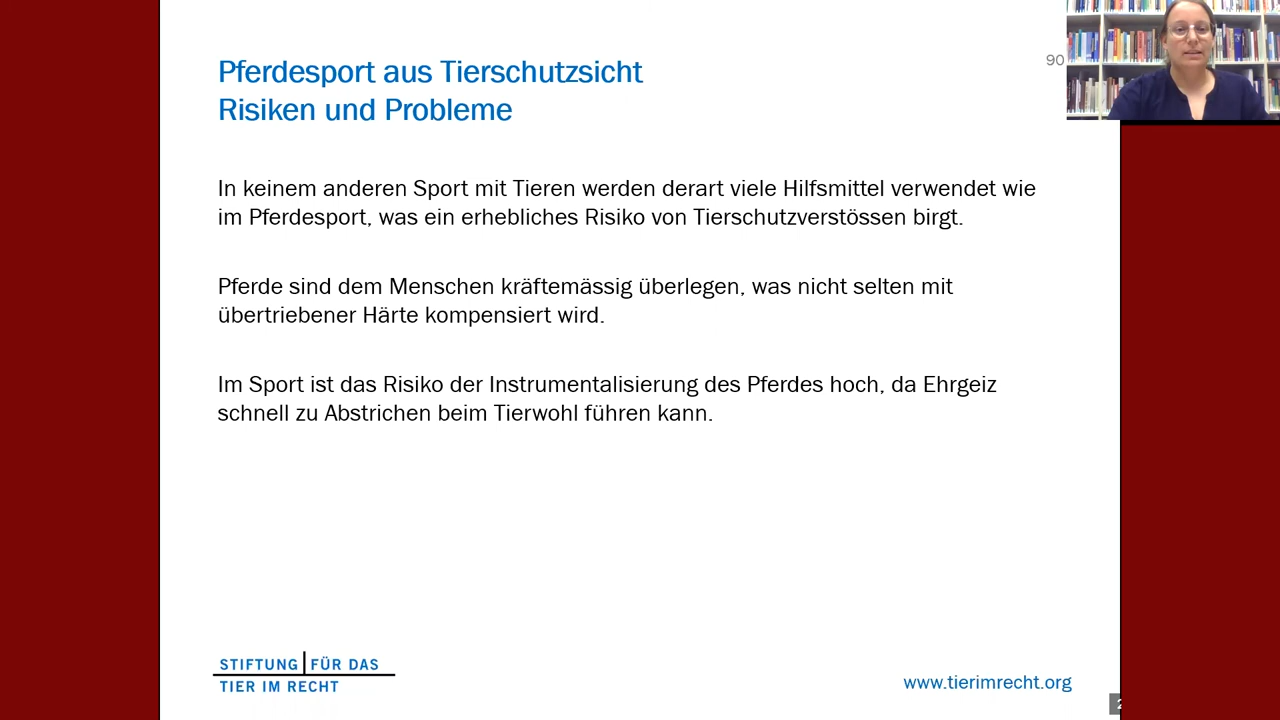 Pferdesport aus Tierschutzsicht
Risiken und Probleme
90
In keinem anderen Sport mit Tieren werden derart viele Hilfsmittel verwendet wie
im Pferdesport, was ein erhebliches Risiko von Tierschutzverstössen birgt.
Pferde sind dem Menschen kräftemässig überlegen, was nicht selten mit
übertriebener Härte kompensiert wird.
Im Sport ist das Risiko der Instrumentalisierung des Pferdes hoch, da Ehrgeiz
schnell zu Abstrichen beim Tierwohl führen kann.
STIFTUNG FÜR DAS
TIER IM RECHT
www.tierimrecht.org